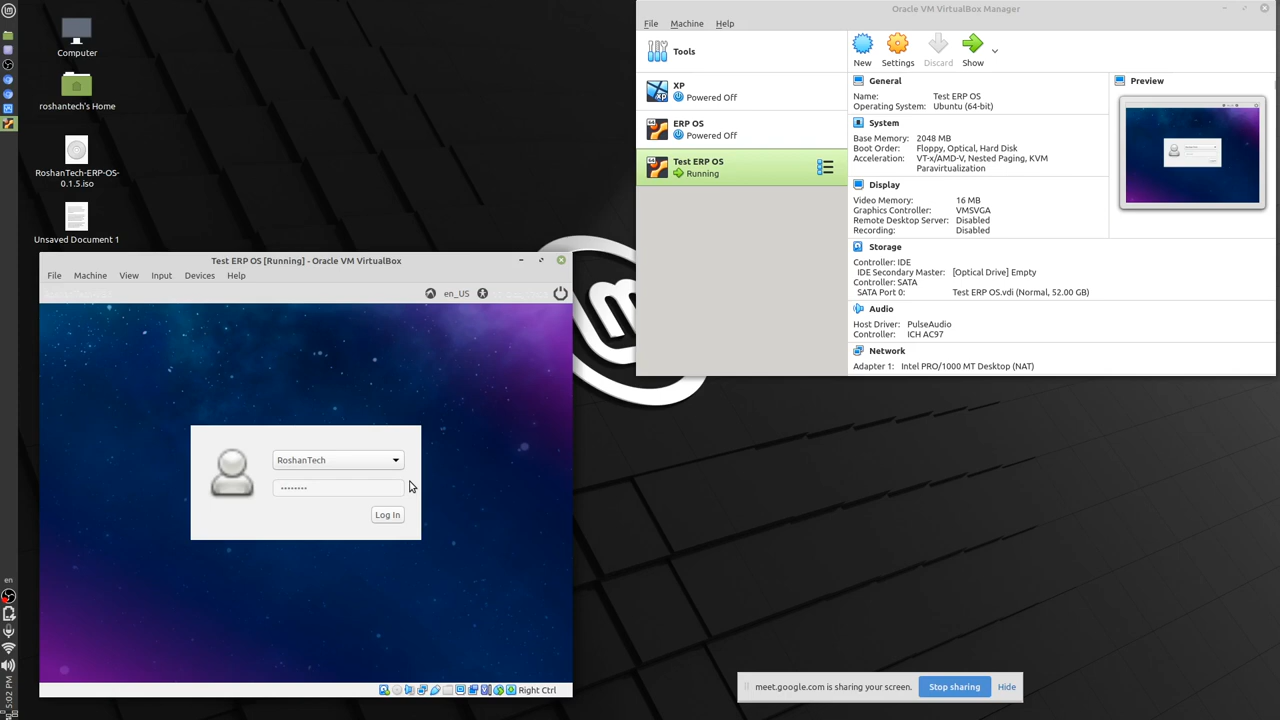 Computer
roshantech's Home
RoshanTech-ERP-OS-
0.1.5.iso
Unsaved Document 1
en
5:02 PM
Oracle VM VirtualBox Manager
File Machine Help
Tools
XP
Powered Off
ERP OS
Powered Off
Test ERP OS
Running
New Settings Discard Show
General
Name: Test ERP OS
Operating System: Ubuntu (64-bit)
System
Base Memory: 2048 MB
Boot Order: Floppy, Optical, Hard Disk
Acceleration: VT-x/AMD-V, Nested Paging, KVM
Paravirtualization
Display
Video Memory: 16 MB
Graphics Controller: VMSVGA
Remote Desktop Server: Disabled
Recording: Disabled
Storage
Controller: IDE
IDE Secondary Master: [Optical Drive] Empty
Controller: SATA
SATA Port 0: Test ERP OS.vdi (Normal, 52.00 GB)
Audio
Host Driver: PulseAudio
Controller: ICH AC97
Network
Adapter 1: Intel PRO/1000 MT Desktop (NAT)
Preview
Test ERP OS [Running] - Oracle VM VirtualBox
File Machine View Input Devices Help
en_US
RoshanTech
••••••••
Log In
Right Ctrl
meet.google.com is sharing your screen. Stop sharing Hide